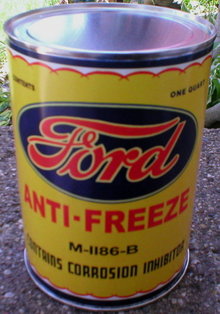 CONTENTS
ONE QUART
Ford
ANTI-FREEZE
M-1186-B
CONTAINS CORROSION INHIBITOR